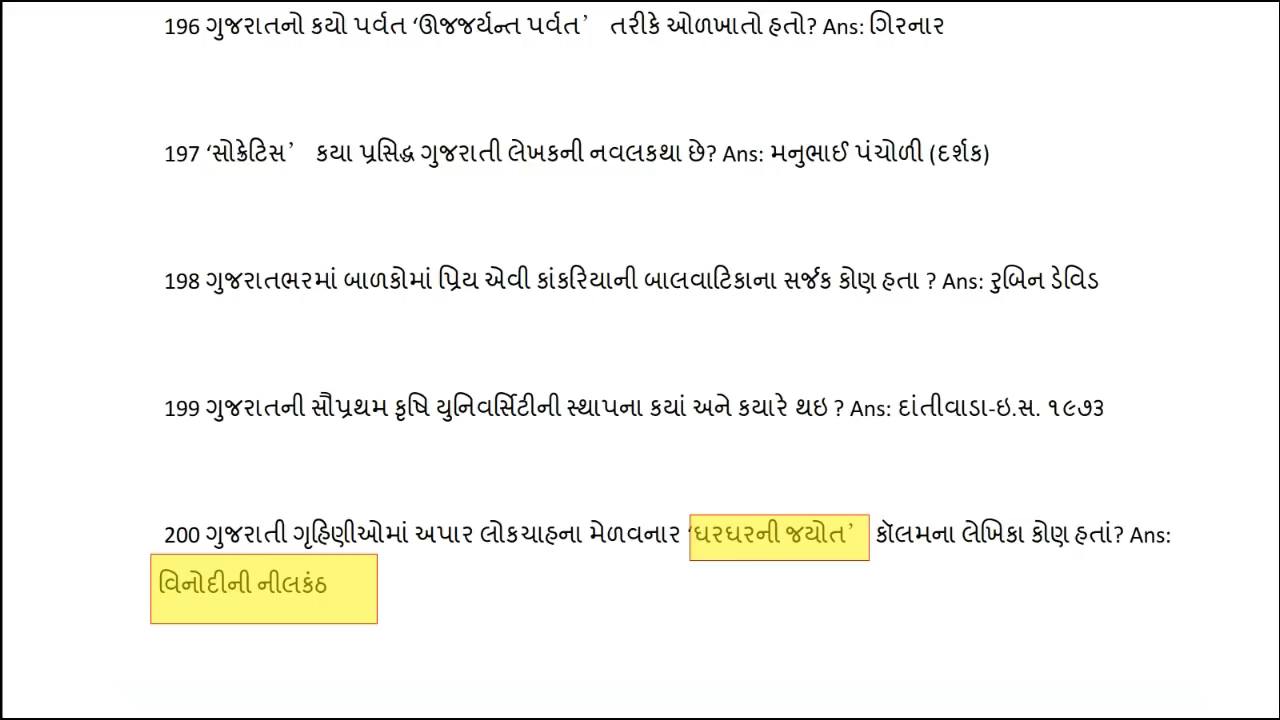 196 ગુજરાતનો કયો પર્વત ‘ઊજજર્યન્ત પર્વત’ તરીકે ઓળખાતો હતો? Ans: ગિરનાર
197 ‘સોક્રેટિસ’ કયા પ્રસિદ્ધ ગુજરાતી લેખકની નવલકથા છે? Ans: મનુભાઈ પંચોળી (દર્શક)
198 ગુજરાતભરમાં બાળકોમાં પ્રિય એવી કાંકરિયાની બાલવાટિકાના સર્જક કોણ હતા ? Ans: રુબિન ડેવિડ
199 ગુજરાતની સૌપ્રથમ કૃષિ યુનિવર્સિટીની સ્થાપના કયાં અને કયારે થઇ ? Ans: દાંતીવાડા-ઇ.સ. ૧૯૭૩
200 ગુજરાતી ગૃહિણીઓમાં અપાર લોકચાહના મેળવનાર ‘ઘરઘરની જયોત’ કૉલમના લેખિકા કોણ હતાં? Ans:
વિનોદીની નીલકંઠ